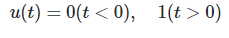 u(t) = 0(t < 0), 1(t > 0)